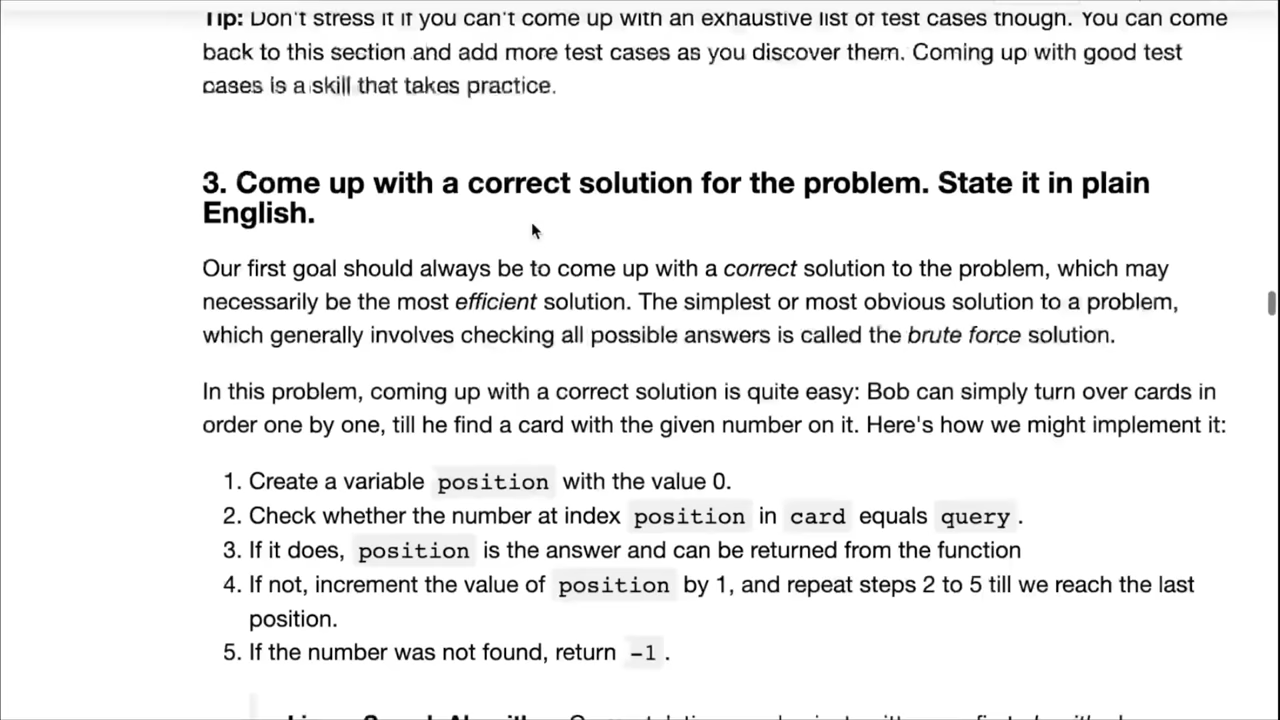 Tip: Don't stress it if you can't come up with an exhaustive list of test cases though. You can come
back to this section and add more test cases as you discover them. Coming up with good test
cases is a skill that takes practice.
3. Come up with a correct solution for the problem. State it in plain
English.
Our first goal should always be to come up with a correct solution to the problem, which may
necessarily be the most efficient solution. The simplest or most obvious solution to a problem,
which generally involves checking all possible answers is called the brute force solution.
In this problem, coming up with a correct solution is quite easy: Bob can simply turn over cards in
order one by one, till he find a card with the given number on it. Here's how we might implement it:
1. Create a variable position with the value 0.
2. Check whether the number at index position in card equals query .
3. If it does, position is the answer and can be returned from the function
4. If not, increment the value of position by 1, and repeat steps 2 to 5 till we reach the last
position.
5. If the number was not found, return -1 .